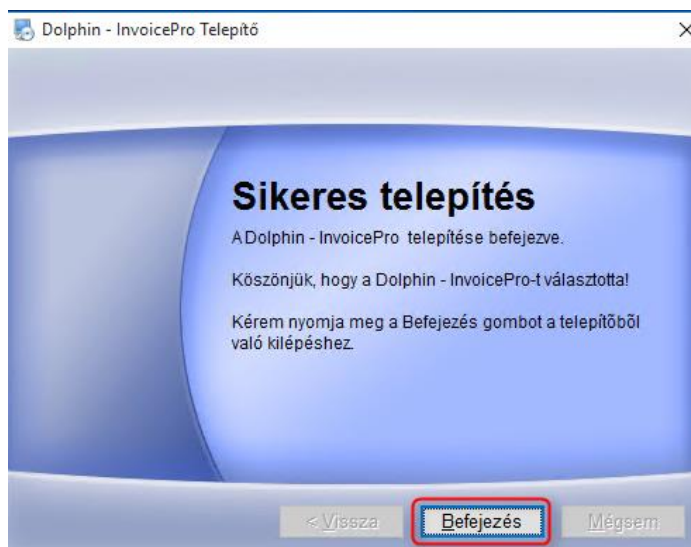 Dolphin - InvoicePro Telepítő
Sikeres telepítés
A Dolphin - InvoicePro telepítése befejezve.
Köszönjük, hogy a Dolphin - InvoicePro-t választotta!
Kérem nyomja meg a Befejezés gombot a telepítõbõl
való kilépéshez.
< Vissza Befejezés Mégsem